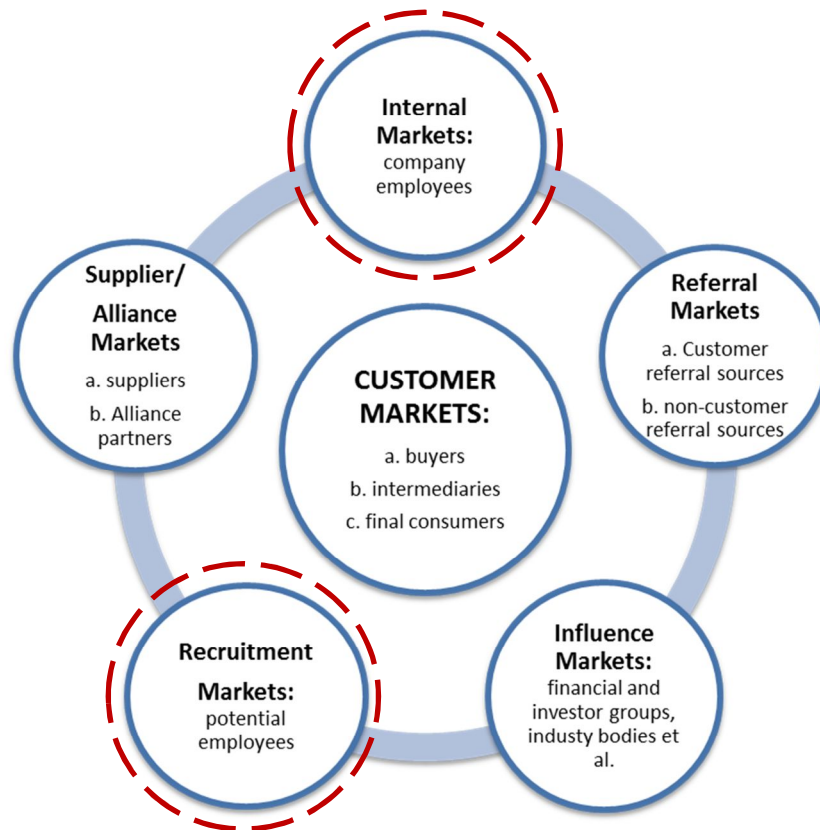 Internal
Markets:
company
employees
Supplier/
Alliance
Markets
a. suppliers
b. Alliance
partners
Referral
Markets
a. Customer
referral sources
b. non-customer
referral sources
CUSTOMER
MARKETS:
a. buyers
b. intermediaries
c. final consumers
Recruitment
Markets:
potential
employees
Influence
Markets:
financial and
investor groups,
industy bodies et
al.